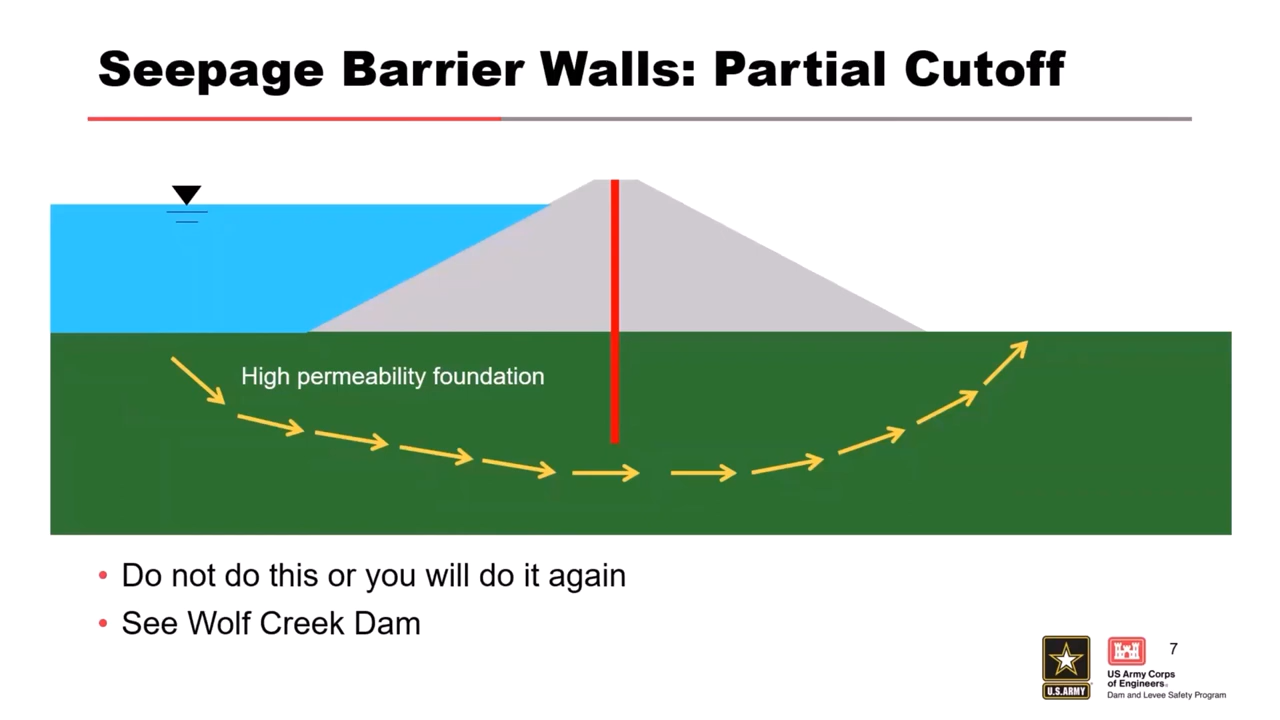 Seepage Barrier Walls: Partial Cutoff
High permeability foundation
• Do not do this or you will do it again
• See Wolf Creek Dam
7
U.S.ARMY
US Army Corps
of Engineers®
Dam and Levee Safety Program